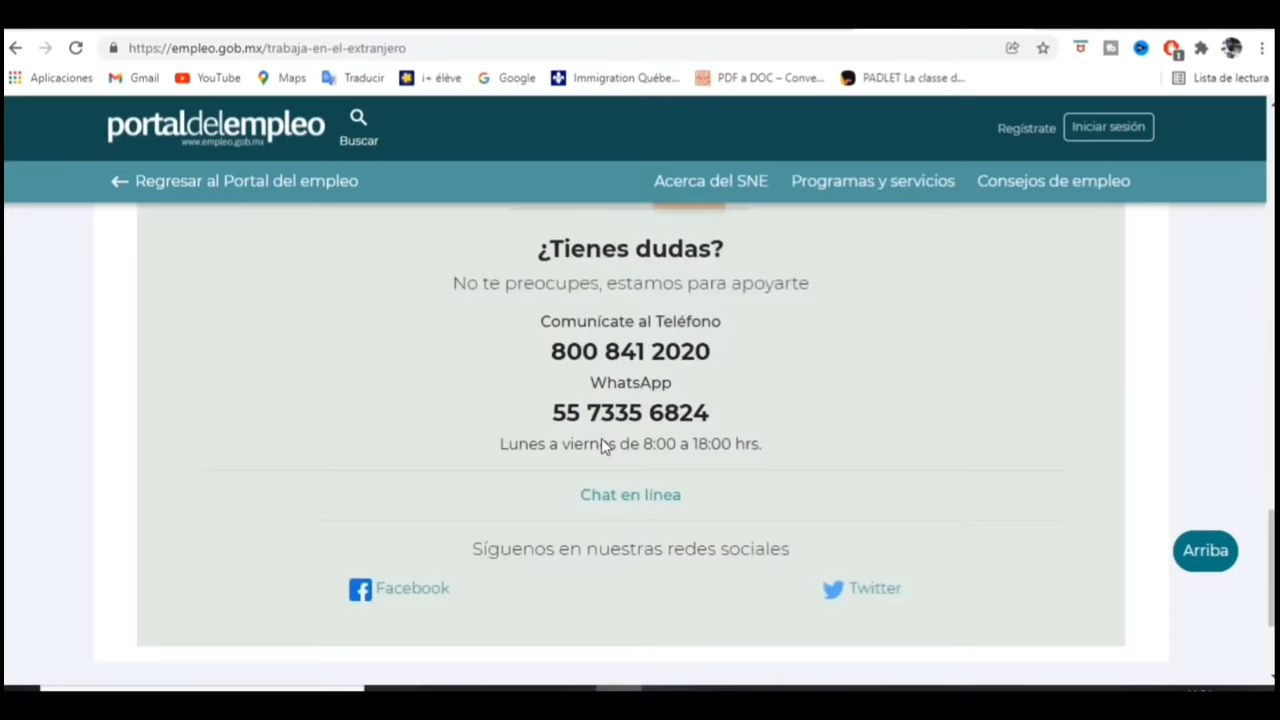 https://empleo.gob.mx/trabaja-en-el-extranjero
Aplicaciones Gmail YouTube Maps Traducir i+ élève Google Immigration Québe... PDF a DOC – Conve... PADLET La classe d... Lista de lectura
1
portaldelempleo
www.empleo.gob.mx
Buscar
Regístrate
Iniciar sesión
← Regresar al Portal del empleo Acerca del SNE Programas y servicios Consejos de empleo
¿Tienes dudas?
No te preocupes, estamos para apoyarte
Comunícate al Teléfono
800 841 2020
WhatsApp
55 7335 6824
Lunes a viernes de 8:00 a 18:00 hrs.
Chat en línea
Síguenos en nuestras redes sociales
Arriba
Facebook Twitter